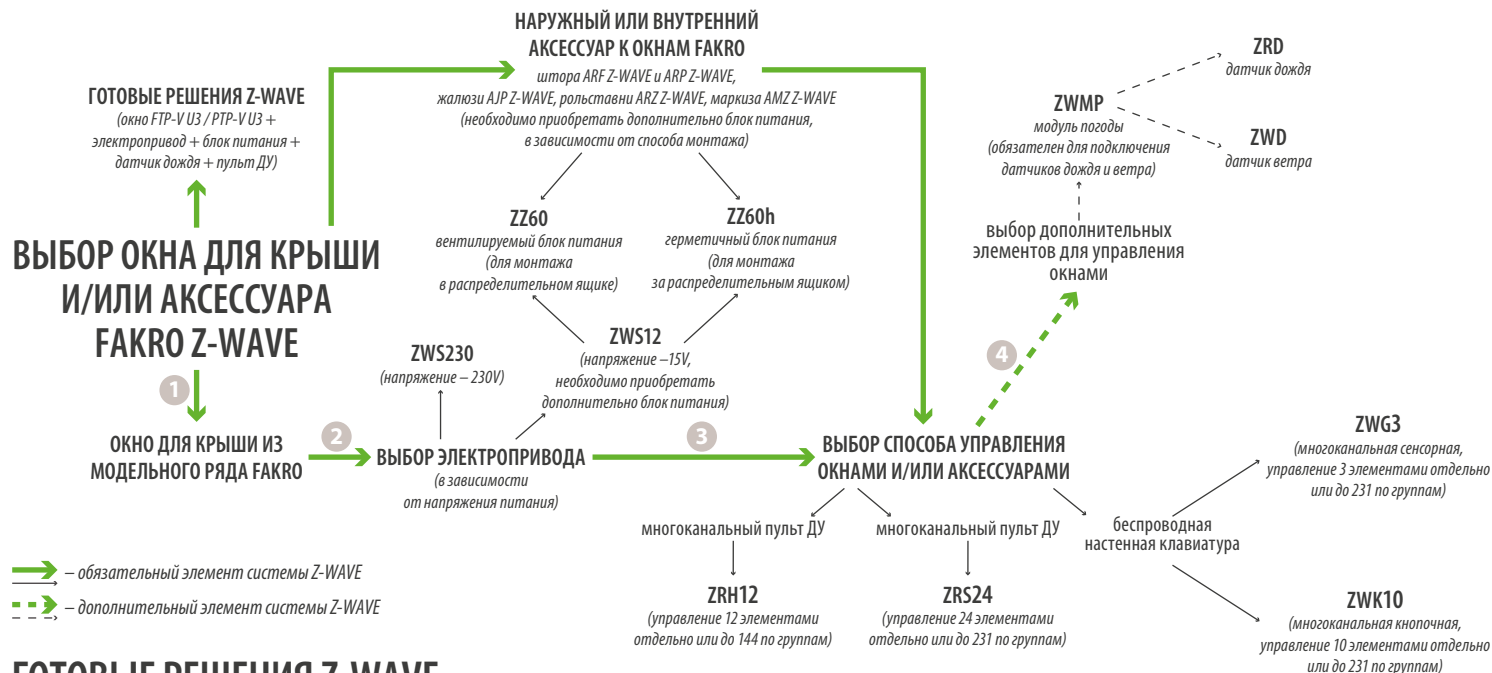 НАРУЖНЫЙ ИЛИ ВНУТРЕННИЙ
АКСЕССУАР К ОКНАМ FAKRO
штора ARF Z-WAVE и ARP Z-WAVE,
жалюзи AJP Z-WAVE, рольставни ARZ Z-WAVE, маркиза AMZ Z-WAVE
(необходимо приобретать дополнительно блок питания,
в зависимости от способа монтажа)
ГОТОВЫЕ РЕШЕНИЯ Z-WAVE
(окно FTP-V U3 / PTP-V U3 +
электропривод + блок питания +
датчик дождя + пульт ДУ)
ZRD
датчик дождя
ZWMP
модуль погоды
(обязателен для подключения
датчиков дождя и ветра)
ZWD
датчик ветра
ВЫБОР ОКНА ДЛЯ КРЫШИ
И/ИЛИ АКСЕССУАРА
FAKRO Z-WAVE
ZZ60
вентилируемый блок питания
(для монтажа
в распределительном ящике)
ZZ60h
герметичный блок питания
(для монтажа
за распределительным ящиком)
выбор дополнительных
элементов для управления
окнами
ZWS230
(напряжение – 230V)
ZWS12
(напряжение –15V,
необходимо приобретать
дополнительно блок питания)
4
1
ОКНО ДЛЯ КРЫШИ ИЗ
МОДЕЛЬНОГО РЯДА FAKRO
2
ВЫБОР ЭЛЕКТРОПРИВОДА
(в зависимости
от напряжения питания)
3
ВЫБОР СПОСОБА УПРАВЛЕНИЯ
ОКНАМИ И/ИЛИ АКСЕССУАРАМИ
ZWG3
(многоканальная сенсорная,
управление 3 элементами отдельно
или до 231 по группам)
многоканальный пульт ДУ
многоканальный пульт ДУ
беспроводная
настенная клавиатура
– обязательный элемент системы Z-WAVE
– дополнительный элемент системы Z-WAVE
ZRH12
(управление 12 элементами
отдельно или до 144 по группам)
ZRS24
(управление 24 элементами
отдельно или до 231 по группам)
ZWK10
(многоканальная кнопочная,
управление 10 элементами отдельно
или до 231 по группам)
ГОТОВЫЕ РЕШЕНИЯ Z-WAVE